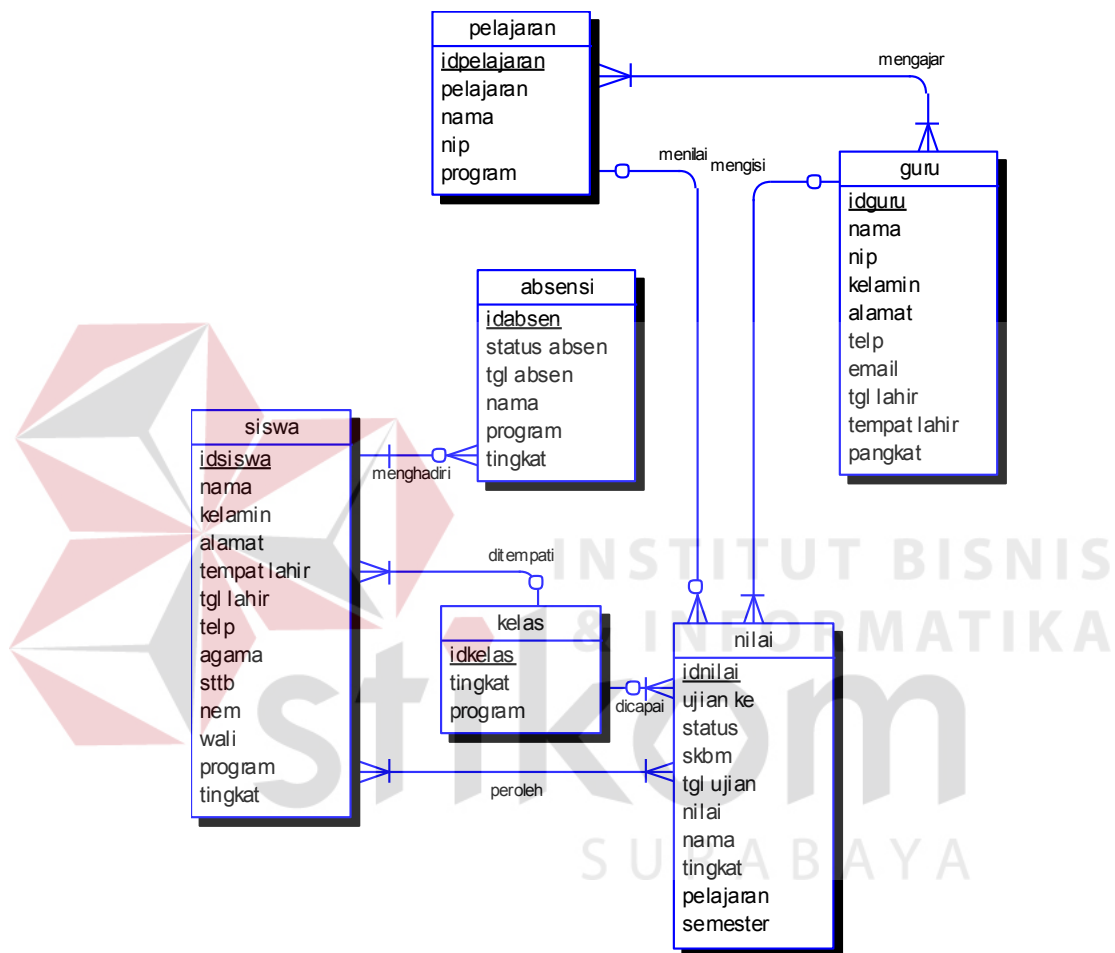 pelajaran
idpelajaran
pelajaran
nama
nip
program
mengajar
menilai
mengisi
guru
idguru
nama
nip
kelamin
alamat
telp
email
tgl lahir
tempat lahir
pangkat
absensi
idabsen
status absen
tgl absen
nama
program
tingkat
siswa
idsiswa
nama
kelamin
alamat
tempat lahir
tgl lahir
telp
agama
sttb
nem
wali
program
tingkat
menghadiri
ditempati
kelas
idkelas
tingkat
program
dicapai
peroleh
nilai
idnilai
ujian ke
status
skbm
tgl ujian
nilai
nama
tingkat
pelajaran
semester
INSTITUT BISNIS
& INFORMATIKA
stikom
SURABAYA